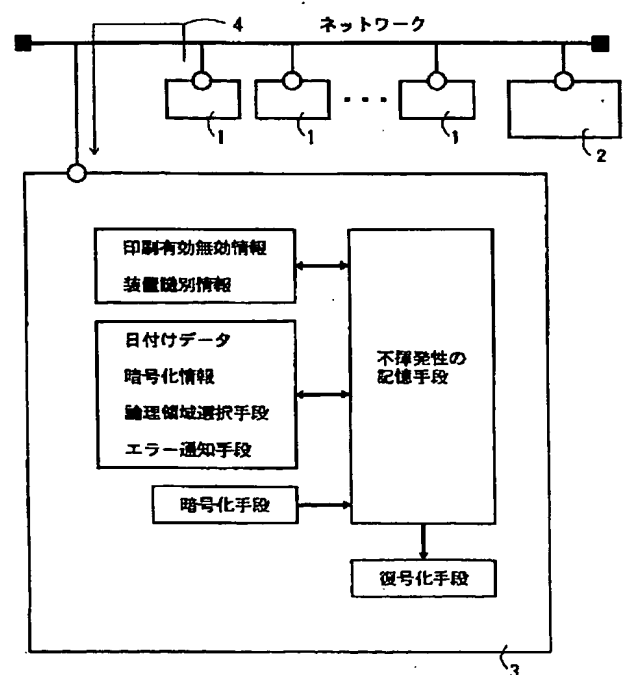 4 ネットワーク
1 1 ・・・ 1 2
印刷有効無効情報
装置識別情報
日付けデータ
暗号化情報
論理領域選択手段
エラー通知手段
不揮発性の
記憶手段
暗号化手段
復号化手段
3